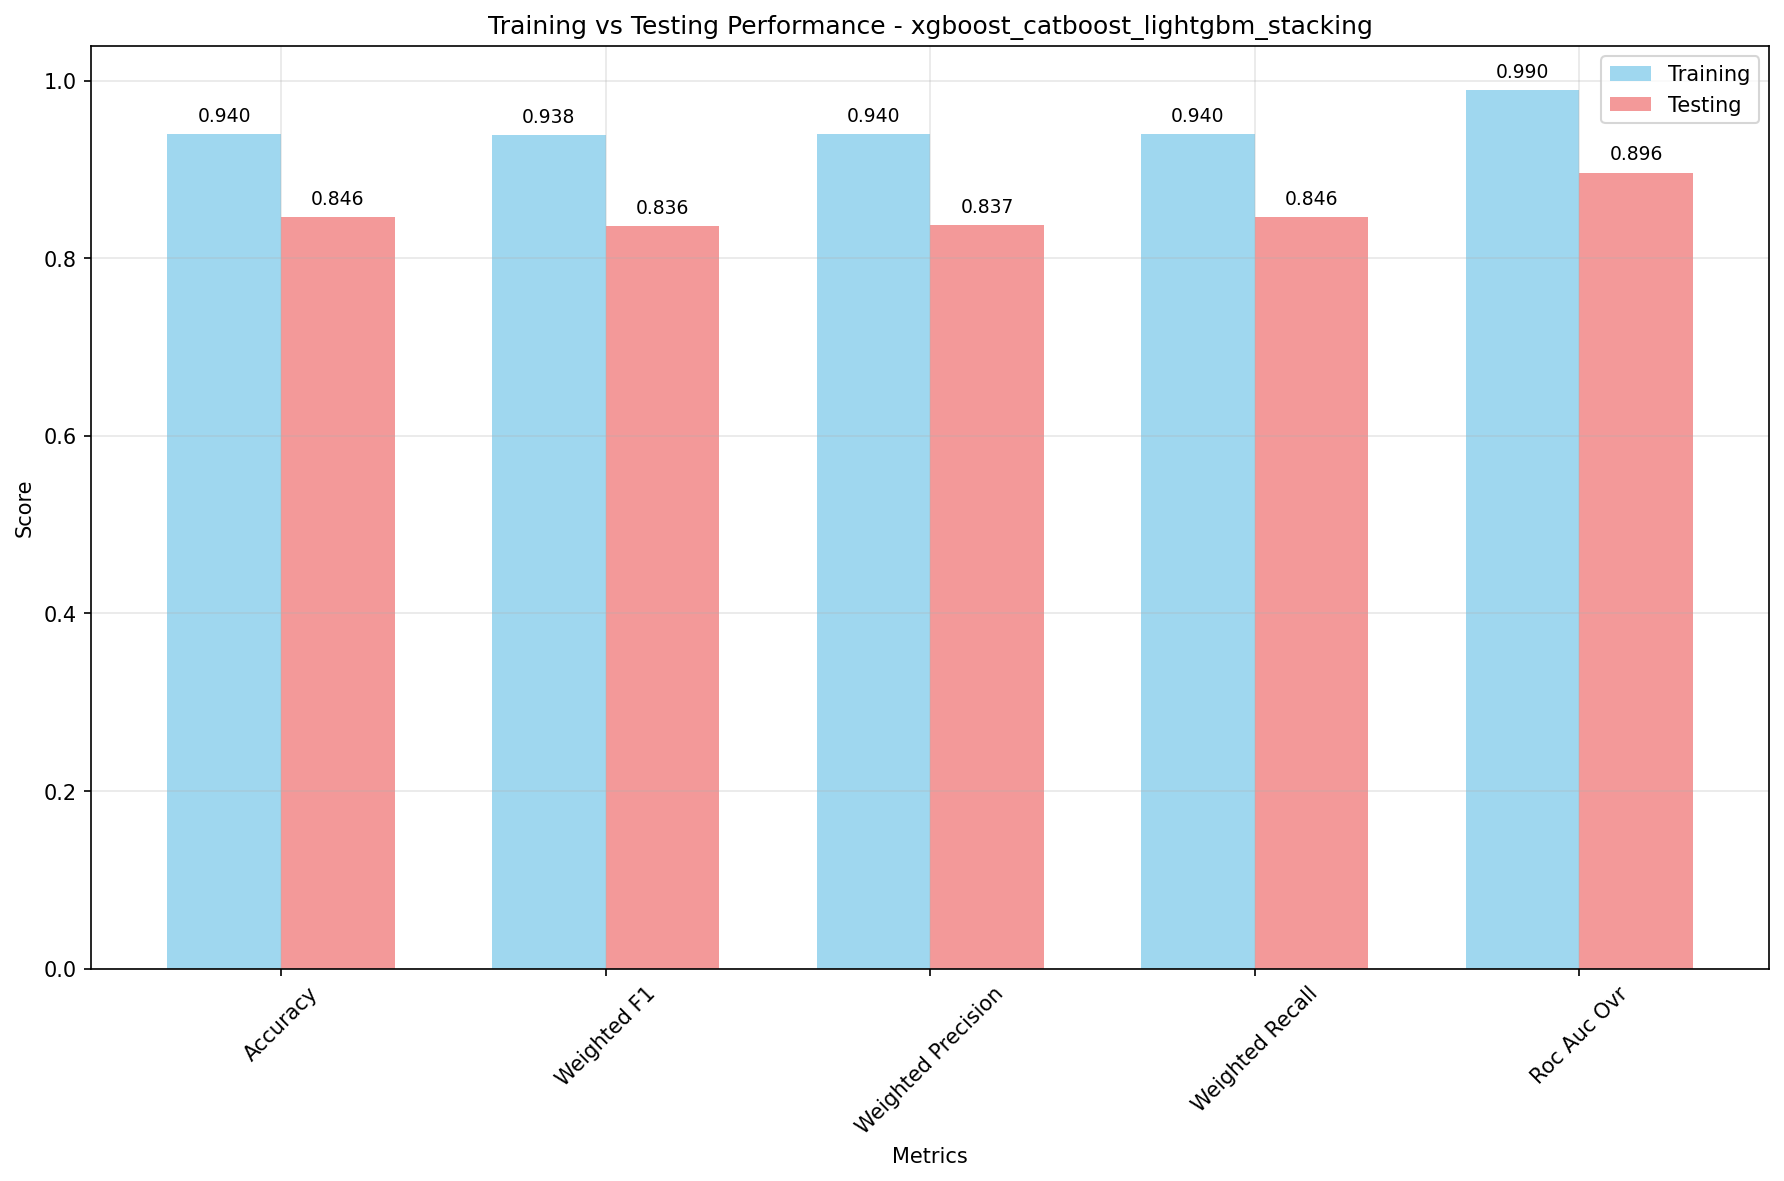 Training vs Testing Performance - xgboost_catboost_lightgbm_stacking
Training
Testing
Score
1.0
0.8
0.6
0.4
0.2
0.0
0.940
0.846
0.938
0.836
0.940
0.837
0.940
0.846
0.990
0.896
Accuracy
Weighted F1
Weighted Precision
Weighted Recall
Roc Auc Ovr
Metrics